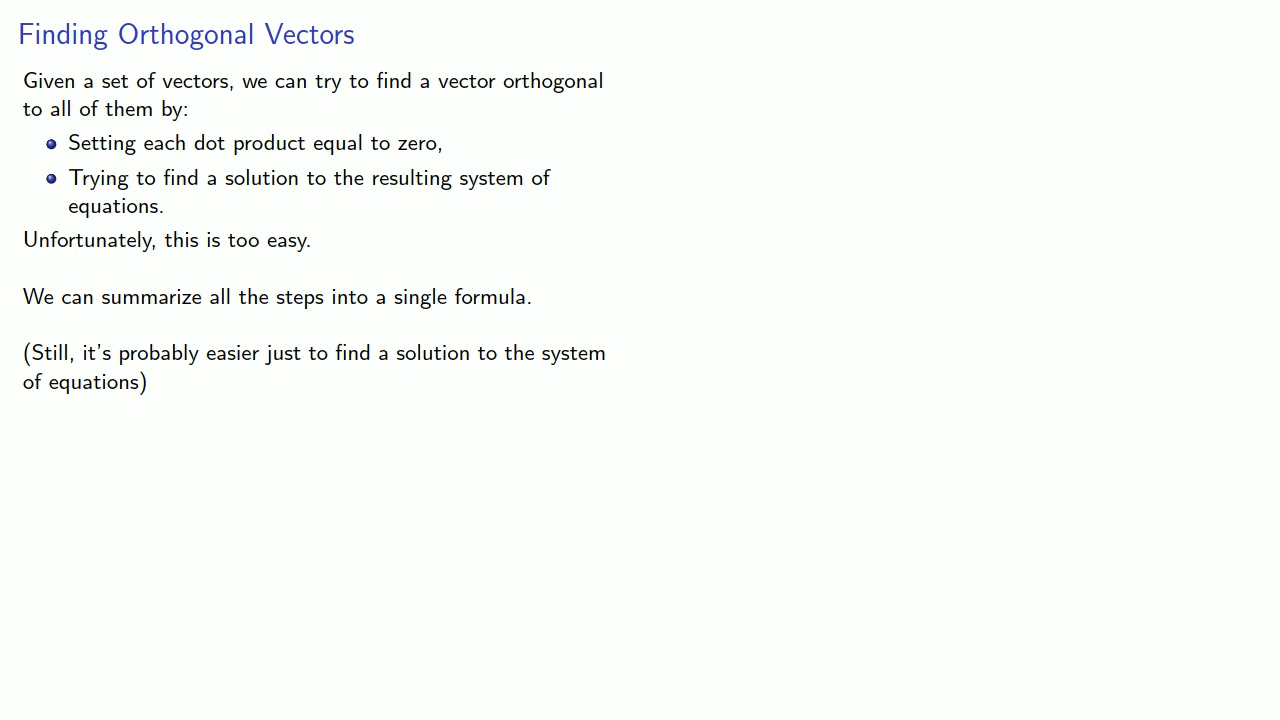 Finding Orthogonal Vectors
Given a set of vectors, we can try to find a vector orthogonal
to all of them by:
Setting each dot product equal to zero,
Trying to find a solution to the resulting system of
equations.
Unfortunately, this is too easy.
We can summarize all the steps into a single formula.
(Still, it's probably easier just to find a solution to the system
of equations)